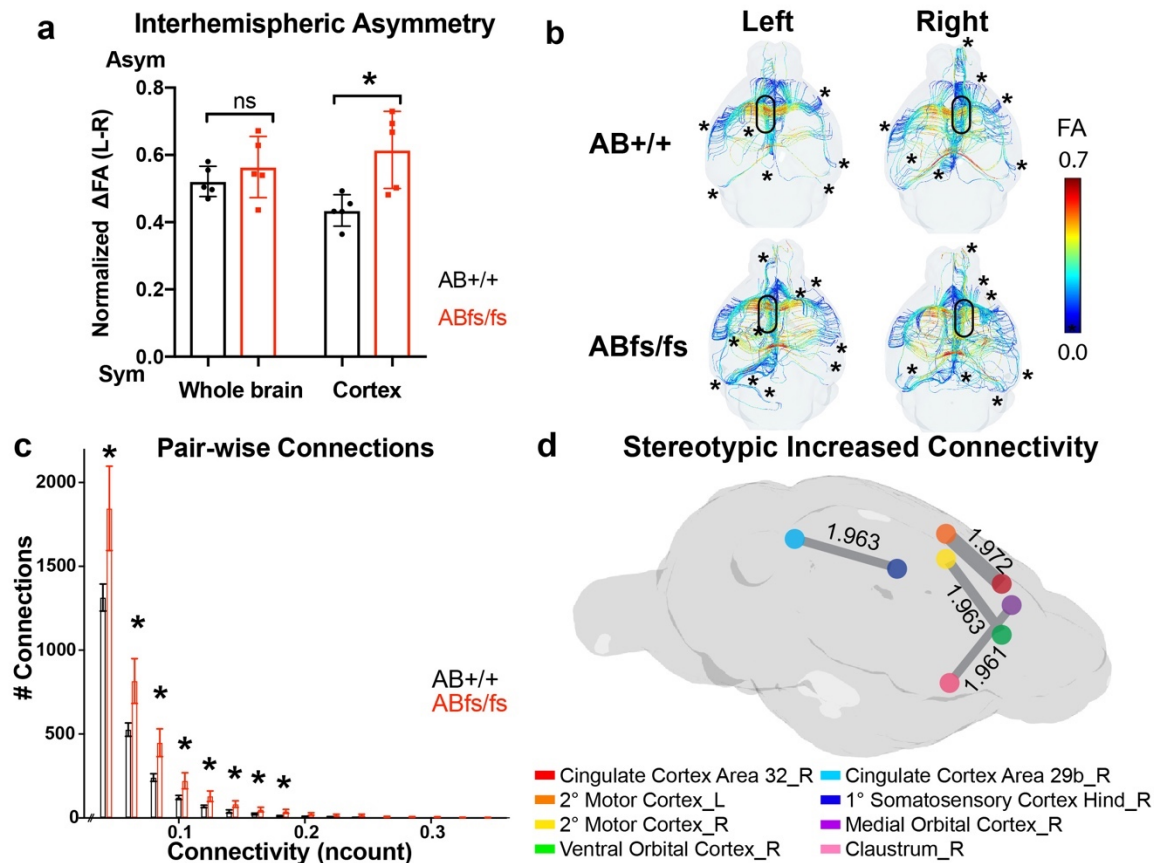 a
Interhemispheric Asymmetry
Asym
0.8
0.6
0.4
0.2
0.0
Sym
Normalized ΔFA (L-R)
ns
*
Whole brain
Cortex
AB+/+
ABfs/fs
b
Left
Right
AB+/+
ABfs/fs
* * * * * * * * * * * *
* * * * * * * * * * * * * * * * * *
FA
0.7
0.0
c
Pair-wise Connections
2000
1500
1000
500
0
# Connections
* * * * * * * *
AB+/+
ABfs/fs
0.1 0.2 0.3
Connectivity (ncount)
d
Stereotypic Increased Connectivity
1.963
1.972
1.963
1.961
Cingulate Cortex Area 32_R
2° Motor Cortex_L
2° Motor Cortex_R
Ventral Orbital Cortex_R
Cingulate Cortex Area 29b_R
1° Somatosensory Cortex Hind_R
Medial Orbital Cortex_R
Claustrum_R